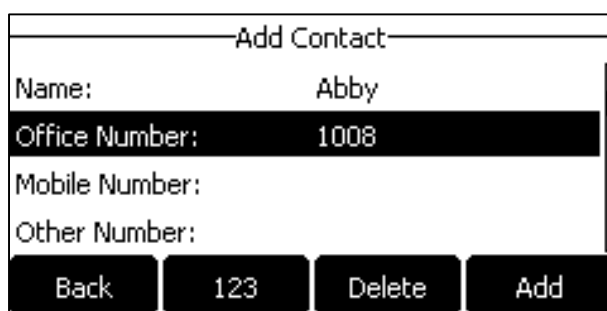 Add Contact
Name: Abby
Office Number: 1008
Mobile Number:
Other Number:
Back 123 Delete Add